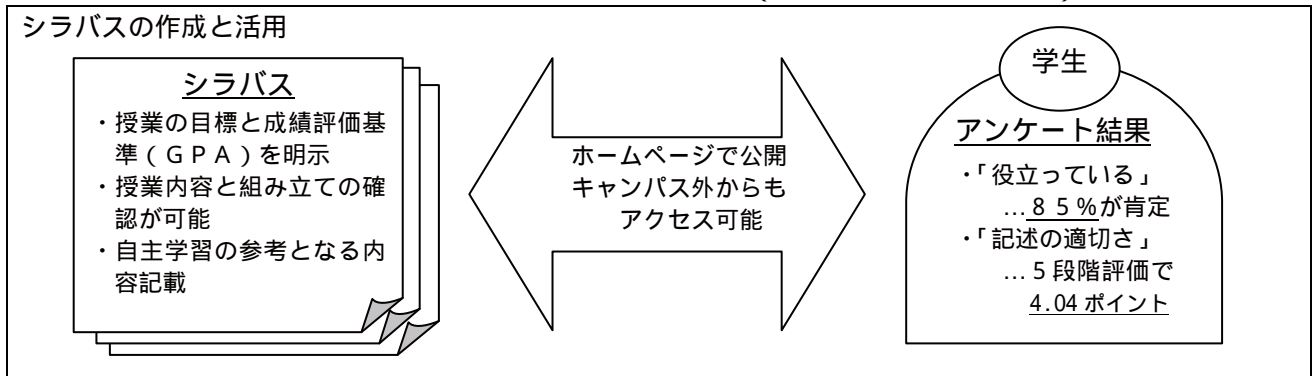 シラバスの作成と活用
シラバス
・授業の目標と成績評価基
準（ＧＰＡ）を明示
・授業内容と組み立ての確
認が可能
・自主学習の参考となる内
容記載
ホームページで公開
キャンパス外からも
アクセス可能
学生
アンケート結果
・「役立っている」
…８５％が肯定
・「記述の適切さ」
…５段階評価で
4.04ポイント